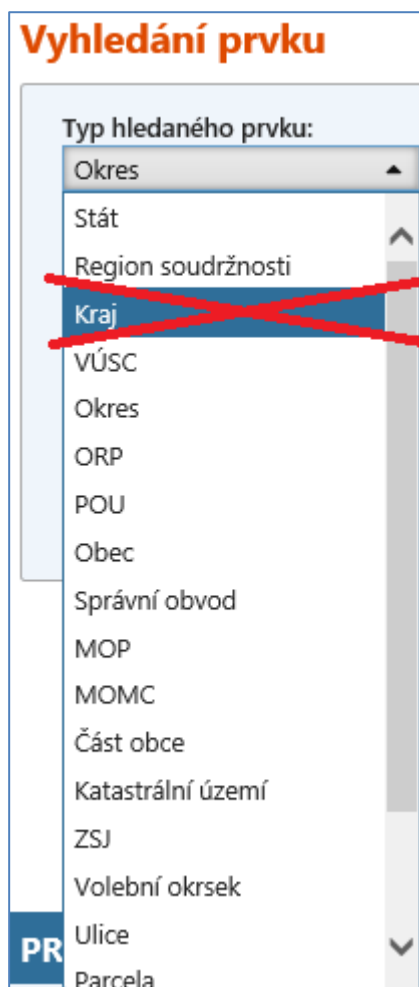 Vyhledání prvku
Typ hledaného prvku:
Okres
Stát
Region soudržnosti
Kraj
VÚSC
Okres
ORP
POU
Obec
Správní obvod
MOP
MOMC
Část obce
Katastrální území
ZSJ
Volební okrsek
Ulice
PR
Parcela